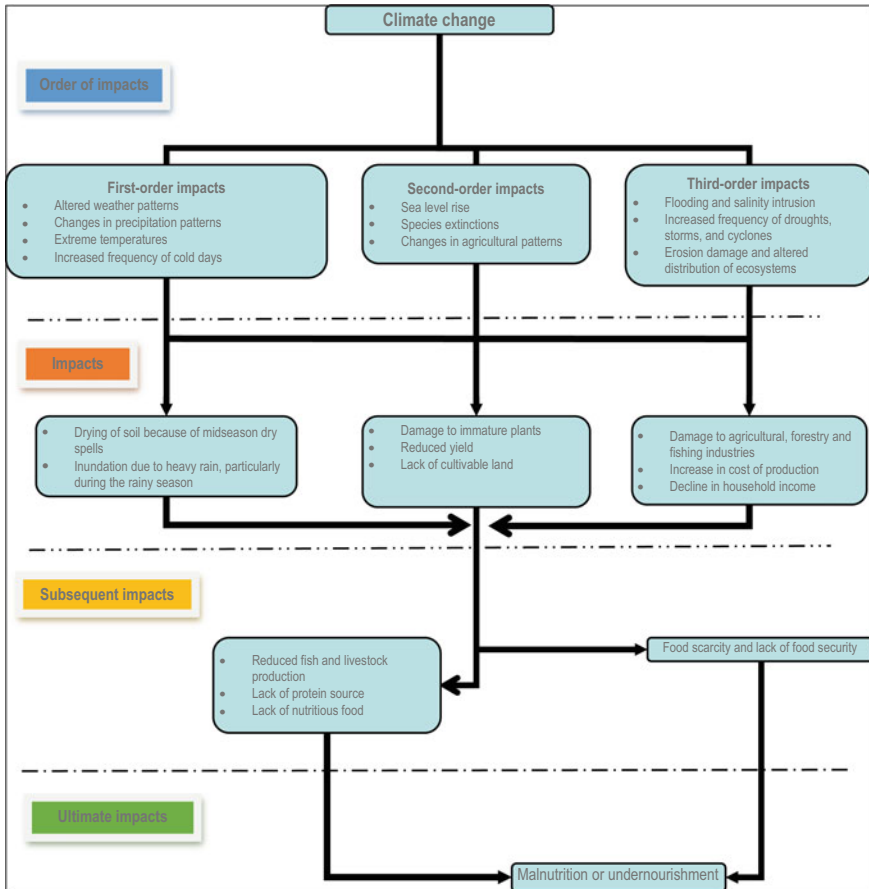 Climate change
Order of impacts
First-order impacts
• Altered weather patterns
• Changes in precipitation patterns
• Extreme temperatures
• Increased frequency of cold days
Second-order impacts
• Sea level rise
• Species extinctions
• Changes in agricultural patterns
Third-order impacts
• Flooding and salinity intrusion
• Increased frequency of droughts,
storms, and cyclones
• Erosion damage and altered
distribution of ecosystems
Impacts
• Drying of soil because of midseason dry
spells
• Inundation due to heavy rain, particularly
during the rainy season
• Damage to immature plants
• Reduced yield
• Lack of cultivable land
• Damage to agricultural, forestry and
fishing industries
• Increase in cost of production
• Decline in household income
Subsequent impacts
• Reduced fish and livestock
production
• Lack of protein source
• Lack of nutritious food
Food scarcity and lack of food security
Ultimate impacts
Malnutrition or undernourishment